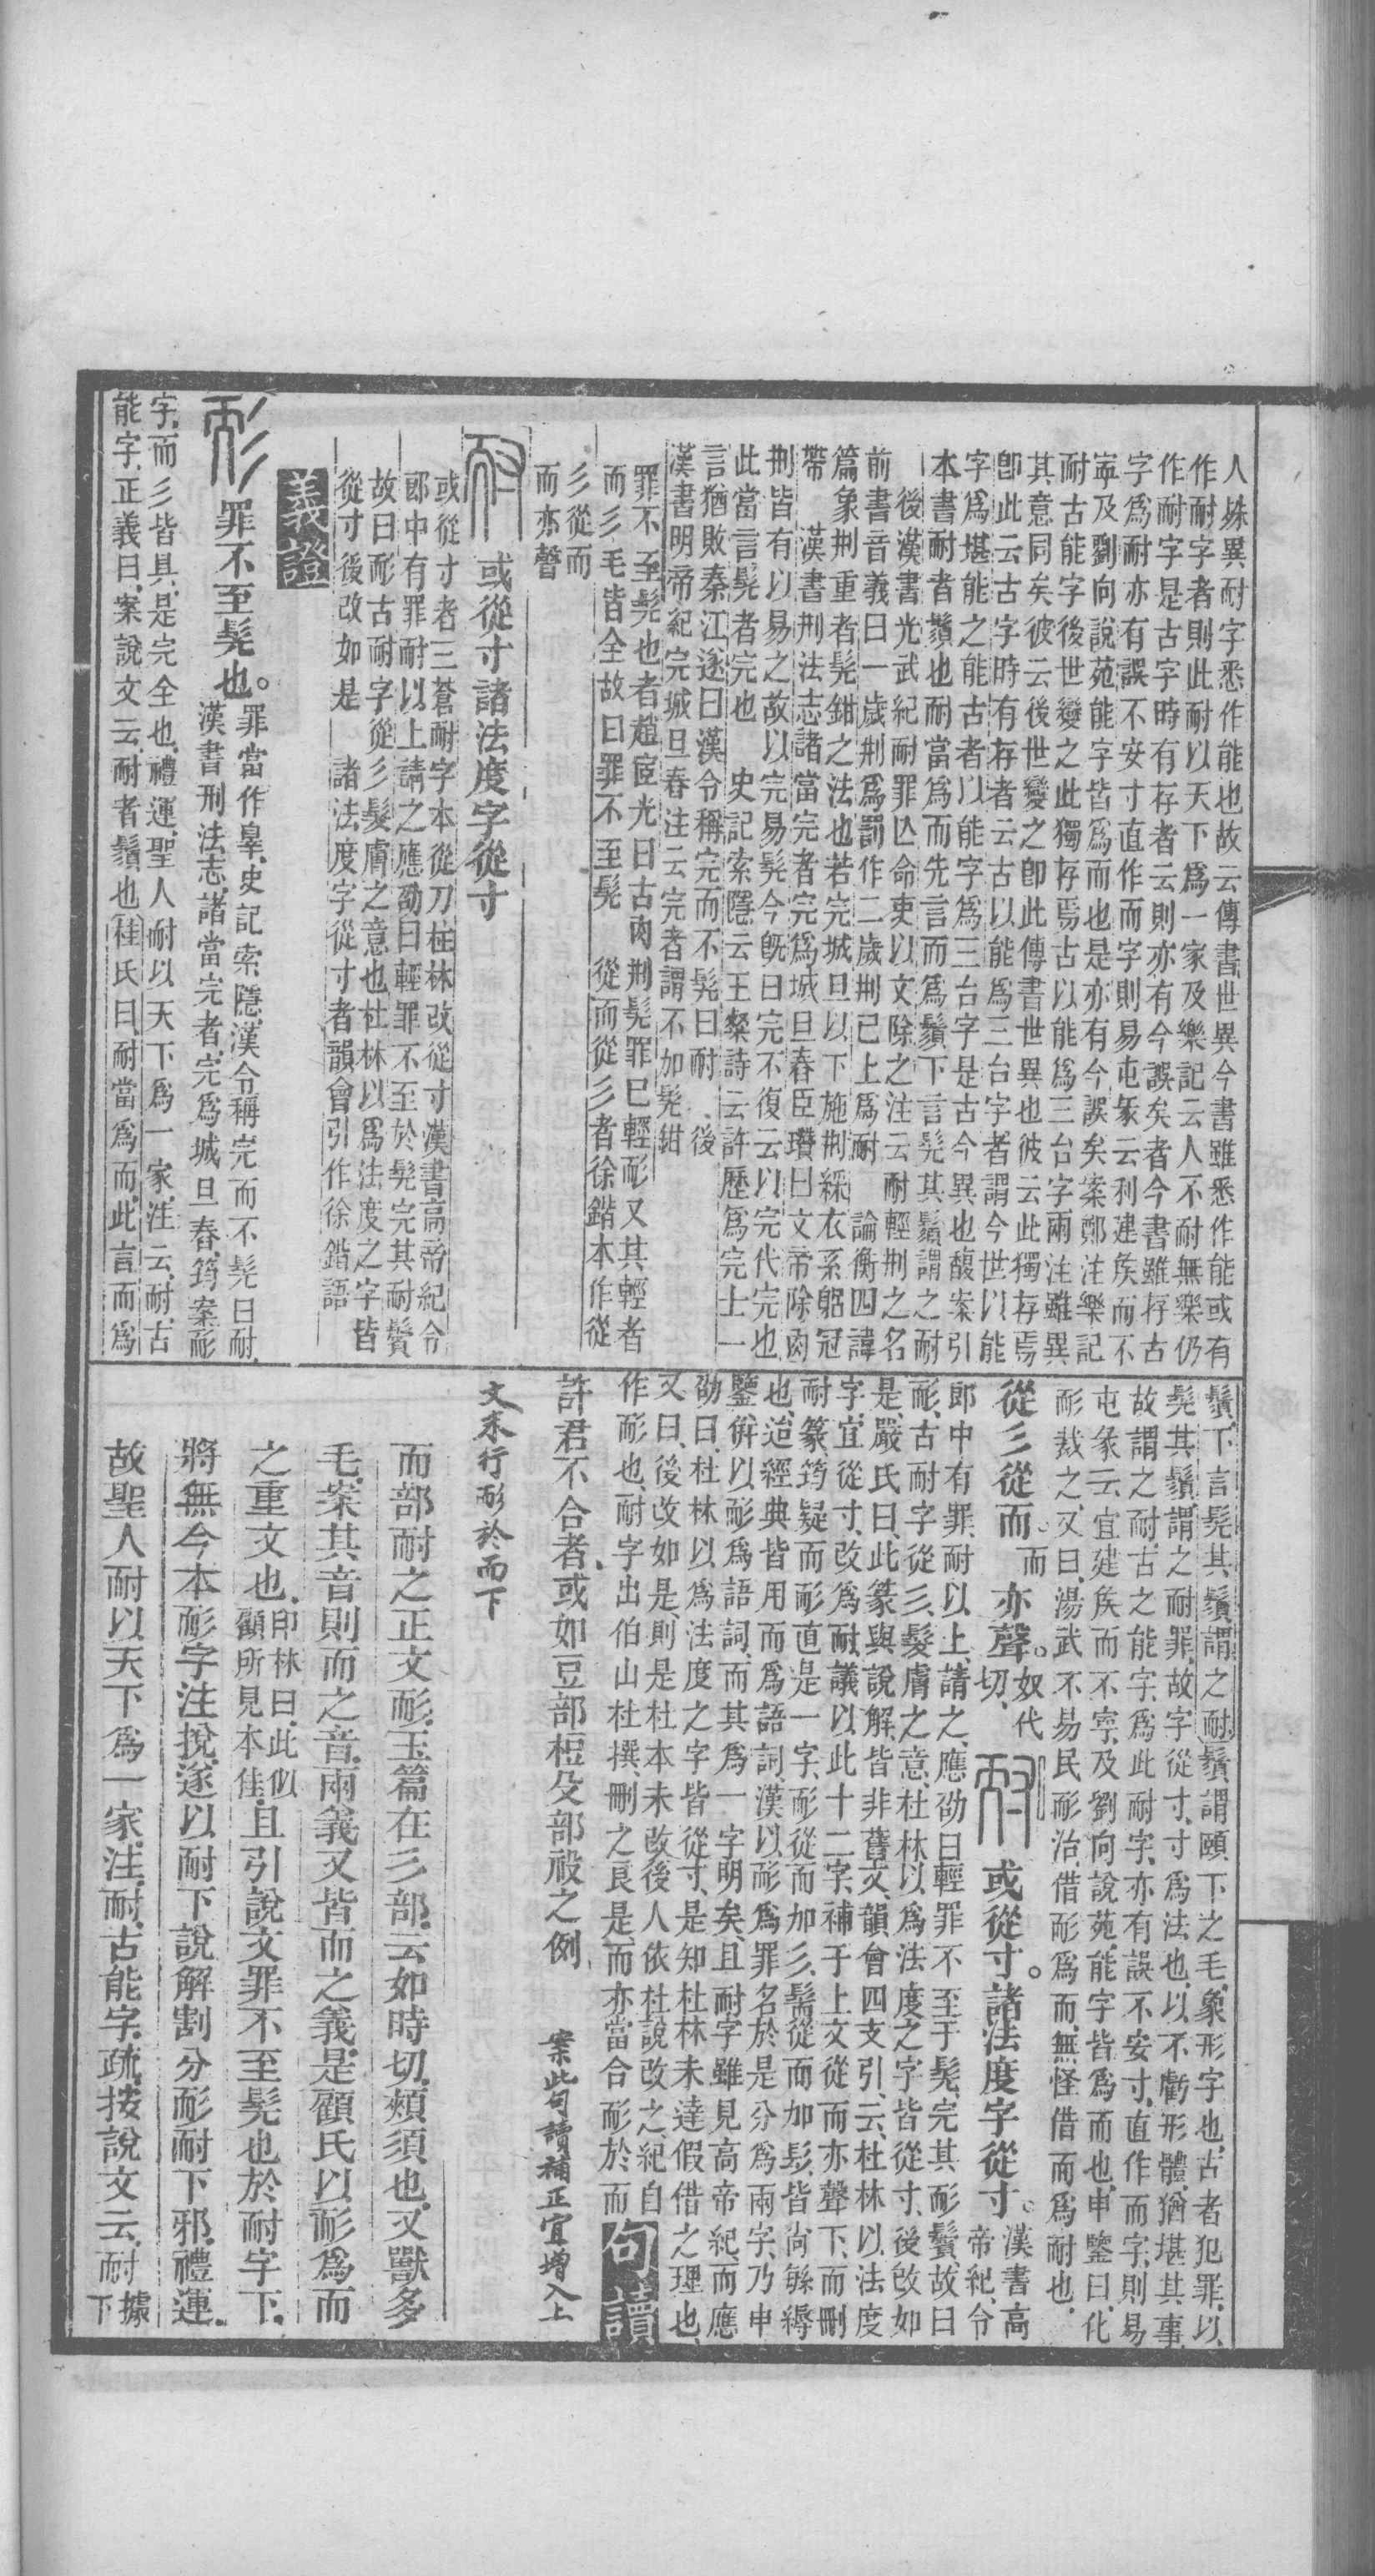 人殊異耐字悉作能也故云傳書世異今書雖悉作能或有
作耐字者則此耐以天下爲一家及樂記云人不耐無樂仍
作耐字是古字時有存者云則亦有今誤矣者今書雖存古
字爲耐亦有誤不安寸直作而字則易屯彖云利建矦而不
寍及劉向說苑能字皆爲而也是亦有今誤矣案鄭注樂記
耐古能字後世變之此獨存焉古以能爲三台字兩注雖異
其意同矣彼云後世變之卽此傳書世異也彼云此獨存焉
卽此云古字時有存者云古以能爲三台字者謂今世以能
字爲堪能之能古者以能字爲三台字是古今異也馥案引
本書耐者鬚也耐當爲而先言而爲鬚下言髡其鬚謂之耐
後漢書光武紀耐罪亾命吏以文除之注云耐輕刑之名
前書音義曰一歲刑爲罰作二歲刑已上爲耐　論衡四諱
篇象刑重者髡鉗之法也若完城旦以下施刑綵衣系躬冠
帶　漢書刑法志諸當完者完爲城旦舂臣瓚曰文帝除肉
刑皆有以易之故以完易髡今旣曰完不復云以完代完也
此當言髡者完也　史記索隱云王粲詩云許歷爲完士一
言猶敗秦江遂曰漢令稱完而不髡曰耐　後
漢書明帝紀完城旦舂注云完者謂不加髡鉗
罪不至髡也者趙宧光曰古肉刑髡罪已輕耏又其輕者
而彡毛皆全故曰罪不至髡　從而從彡者徐鍇本作從
彡從而
而亦聲
耐　或從寸諸法度字從寸
或從寸者三蒼耐字本從刀杜林改從寸漢書高帝紀令
郎中有罪耐以上請之應劭曰輕罪不至於髡完其耐鬢
故曰耏古耐字從彡髮膚之意也杜林以爲法度之字皆
從寸後改如是　諸法度字從寸者韻會引作徐鍇語
義證
耏　罪不至髡也。罪當作辠、史記索隱、漢令稱完而不髡曰耐、
漢書刑法志、諸當完者、完爲城旦舂、筠案耏
字、而彡皆具、是完全也、禮運、聖人耐以天下爲一家、注云、耐、古
能字、正義曰、案說文云、耐者鬚也、桂氏曰、耐當爲而、此言而爲
鬚、下言髡其鬚謂之耐、鬚謂頤下之毛、象形字也、古者犯罪、以
髡其鬚謂之耐罪、故字從寸、寸爲法也、以不虧形體、猶堪其事、
故謂之耐、古之能字、爲此耐字、亦有誤不安寸、直作而字、則易
屯彖云、宜建矦而不寍、及劉向說苑、能字皆爲而也、申鑒曰、化
耏裁之、又曰、湯武不易民耏治、借耏爲而、無怪借而爲耐也、
從彡從而。而亦聲。奴代切、　耐　或從寸。諸法度字從寸。漢書高帝紀、令
郎中有罪、耐以上、請之、應劭曰、輕罪不至于髡、完其耏鬢、故曰
耏、古耐字從彡、髮膚之意、杜林以爲法度之字皆從寸、後改如
是、嚴氏曰、此篆與說解、皆非舊文、韻會四支引、云、杜林以法度
字、宜從寸、改爲耐、議以此十二字、補于上文從而亦聲下、而刪
耐篆、筠疑而耏直是一字、耏從而加彡、髵從而加髟、皆尙緐縟
也、迨經典、皆用而爲語詞、漢以耏爲罪名、於是分爲兩字、乃申
鑒倂以耏爲語詞、而其爲一字明矣、且耐字雖見高帝紀、而應
劭曰、杜林以爲法度之字皆從寸、是知杜林未達假借之理也、
又曰、後改如是、則是杜本未改、後人依杜說改之、紀自
作耏也、耐字出伯山杜撰、刪之良是、而亦當合耏於而　句讀
許君不合者、或如豆部梪殳部祋之例　案此句讀補正宜增入上
文末行耏於而下
而部耐之正文耏、玉篇在彡部、云如時切、頰須也、又獸多
毛、案其音則而之音、兩義又皆而之義、是顧氏以耏爲而
之重文也、印林曰、此似顧所見本佳、且引說文罪不至髡也於耐字下、
將無今本耏字注挩、遂以耐下說解割分耏耐下邪、禮運、
故聖人耐以天下爲一家、注、耐、古能字、疏、按說文云、耐據下